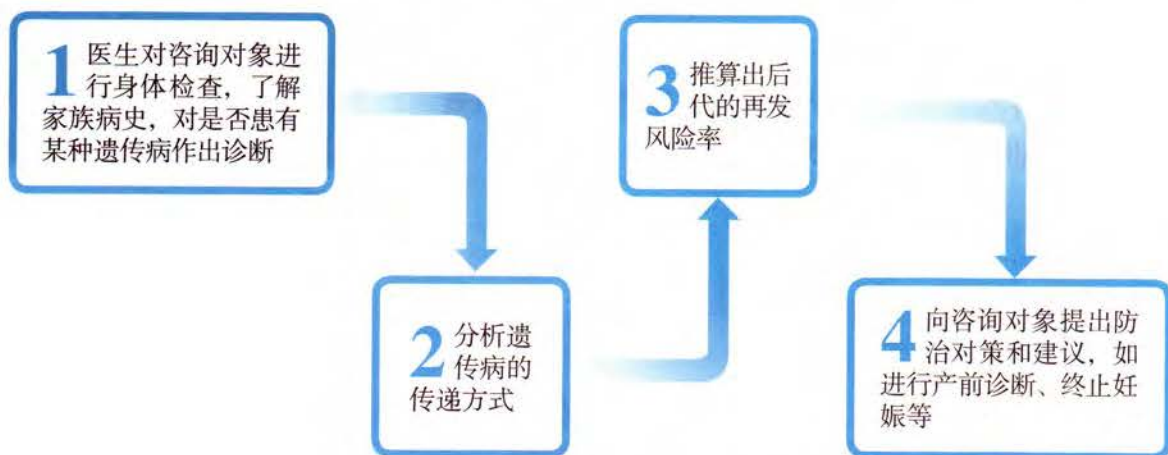 1 医生对咨询对象进
行身体检查，了解
家族病史，对是否患有
某种遗传病作出诊断
2 分析遗
传病的
传递方式
3 推算出后
代的再发
风险率
4 向咨询对象提出防
治对策和建议，如
进行产前诊断、终止妊
娠等